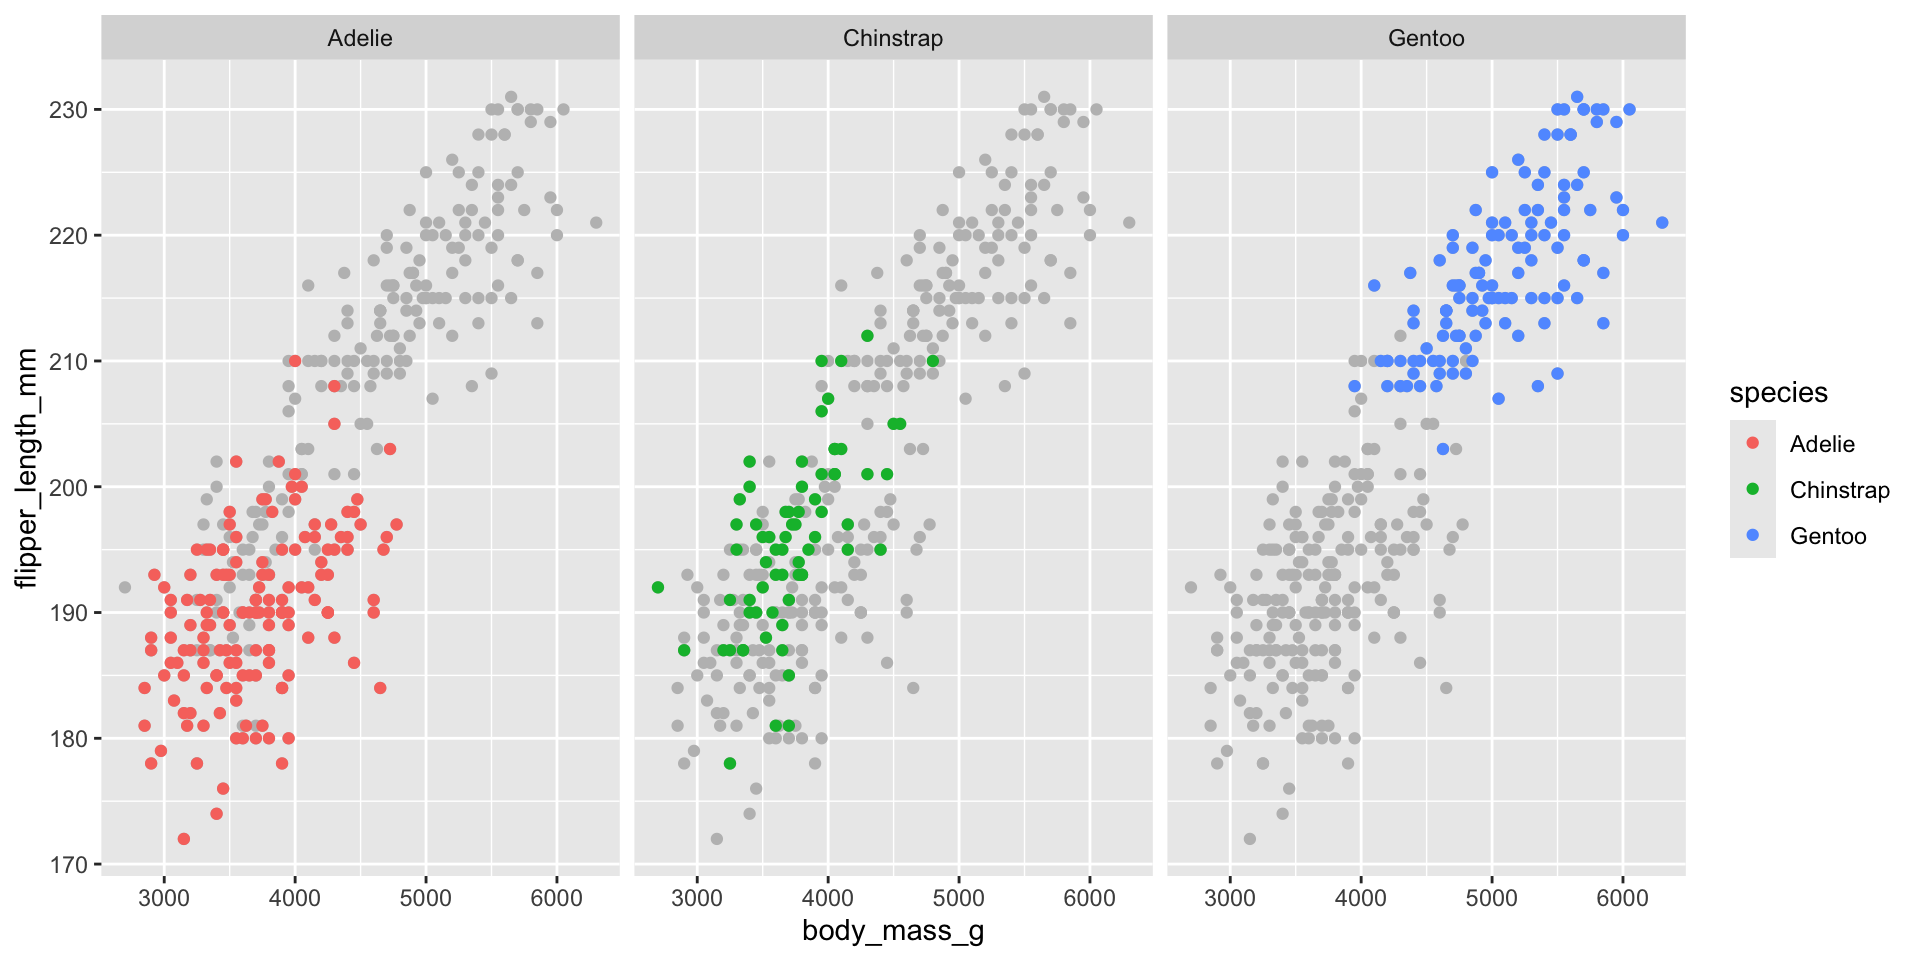 Adelie Chinstrap Gentoo
230
220
210
200
190
180
170
flipper_length_mm
3000 4000 5000 6000 3000 4000 5000 6000 3000 4000 5000 6000
body_mass_g
species
Adelie
Chinstrap
Gentoo